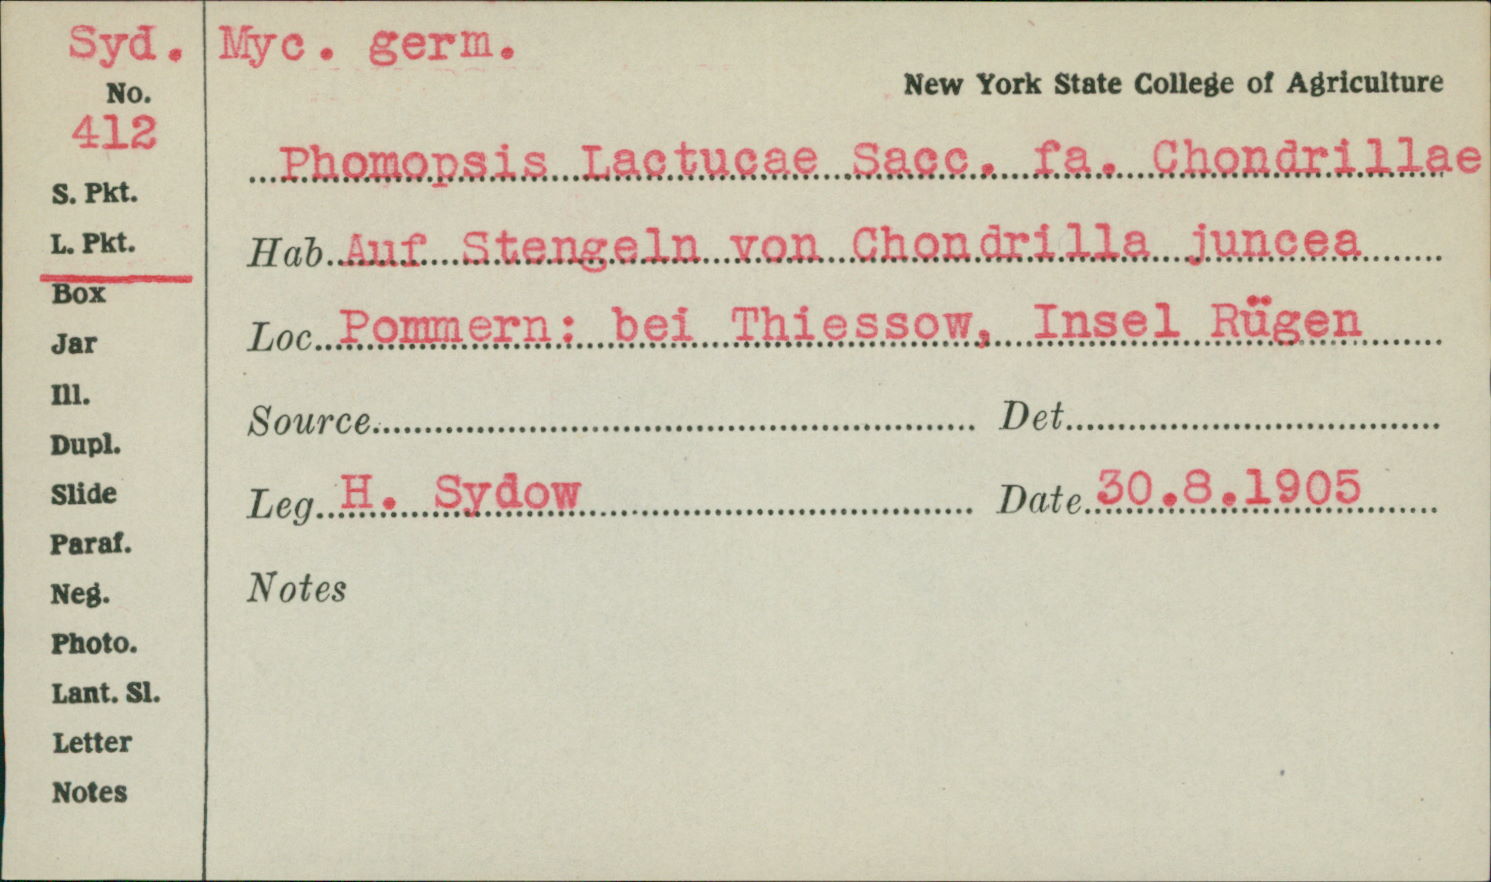 Syd. Myc. germ.
New York State College of Agriculture
No.
412
Phomopsis Lactucae Sacc. fa. Chondrillae
S. Pkt.
L. Pkt.
Hab. Auf Stengeln von Chondrilla juncea
Box
Loc. Pommern: bei Thiessow, Insel Rügen
Jar
Ill.
Source Det.
Dupl.
Slide
Leg. H. Sydow Date 30.8.1905
Paraf.
Neg.
Notes
Photo.
Lant. Sl.
Letter
Notes